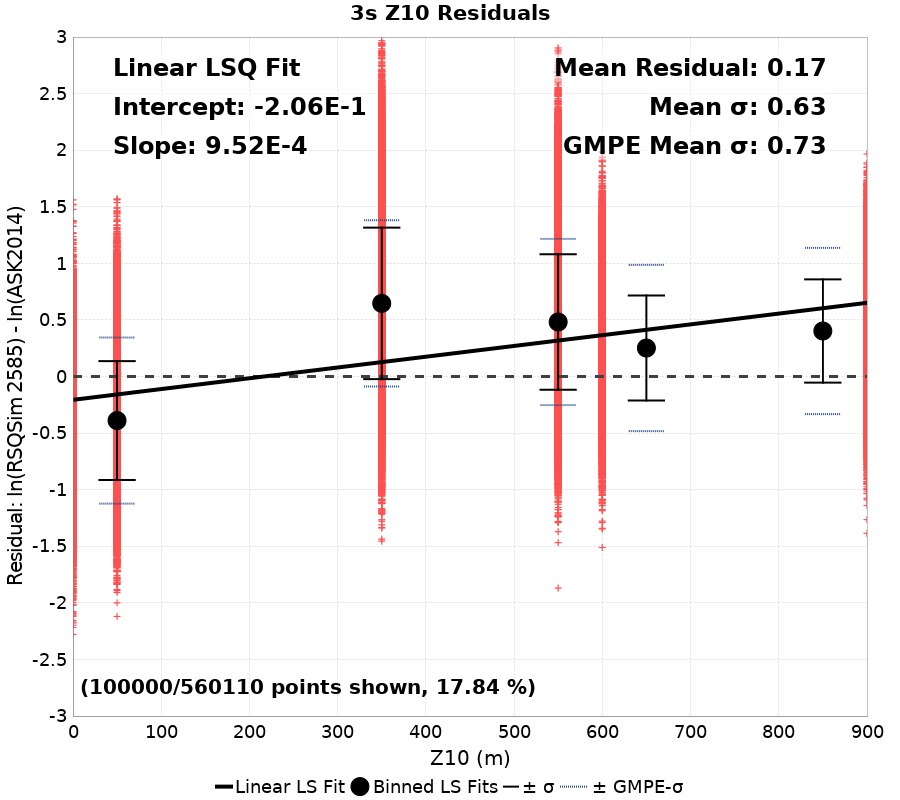 3s Z10 Residuals
Linear LSQ Fit
Intercept: -2.06E-1
Slope: 9.52E-4
Mean Residual: 0.17
Mean σ: 0.63
GMPE Mean σ: 0.73
Residual: ln(RSQSim 2585) - ln(ASK2014)
3
2.5
2
1.5
1
0.5
0
-0.5
-1
-1.5
-2
-2.5
-3
(100000/560110 points shown, 17.84 %)
0 100 200 300 400 500 600 700 800 900
Z10 (m)
Linear LS Fit Binned LS Fits ± σ ± GMPE-σ